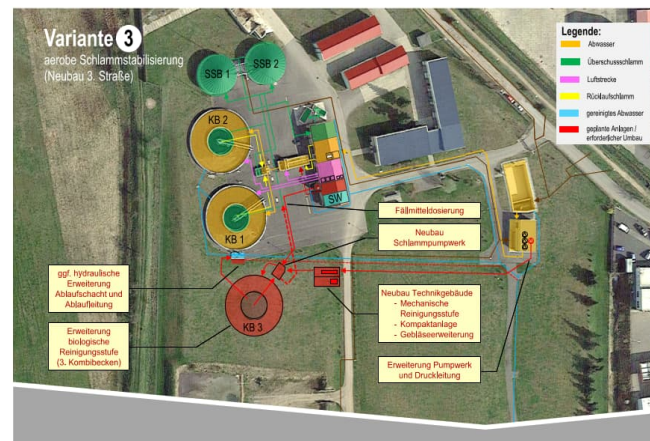 Variante 3
aerobe Schlammstabilisierung
(Neubau 3. Straße)
Legende:
Abwasser
Überschussschlamm
Luftstrecke
Rücklaufschlamm
gereinigtes Abwasser
geplante Anlagen /
erforderlicher Umbau
SSB 1
SSB 2
KB 2
KB 1
SW
Fällmitteldosierung
Neubau
Schlammpumpwerk
ggf. hydraulische
Erweiterung
Ablaufschacht und
Ablaufleitung
KB 3
Neubau Technikgebäude
- Mechanische
Reinigungsstufe
- Kompaktanlage
- Gebläseerweiterung
Erweiterung
biologische
Reinigungsstufe
(3. Kombibecken)
Erweiterung Pumpwerk
und Druckleitung